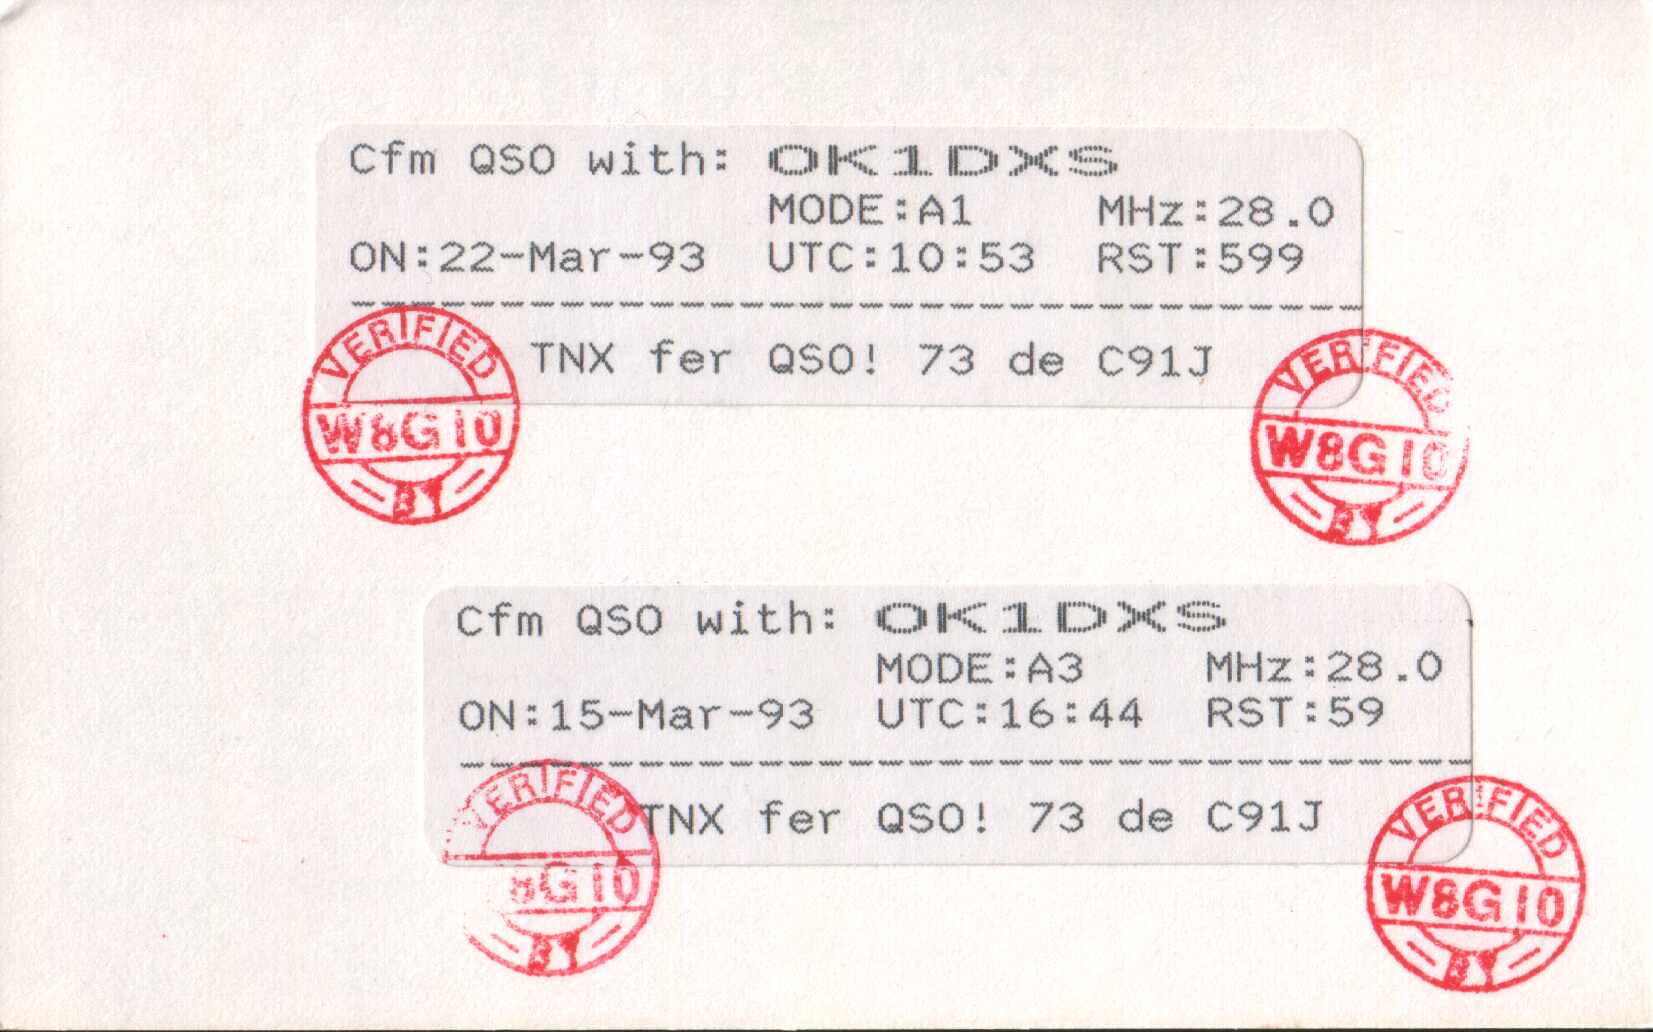 Cfm QSO with: OK1DXS
MODE:A1 MHz:28.0
ON:22-Mar-93 UTC:10:53 RST:599
--------------------------------------------------
TNX fer QSO! 73 de C91J
VERIFIED
W8GIO
BY
VERIFIED
W8GIO
BY
Cfm QSO with: OK1DXS
MODE:A3 MHz:28.0
ON:15-Mar-93 UTC:16:44 RST:59
--------------------------------------------------
TNX fer QSO! 73 de C91J
VERIFIED
8GIO
BY
VERIFIED
W8GIO
BY